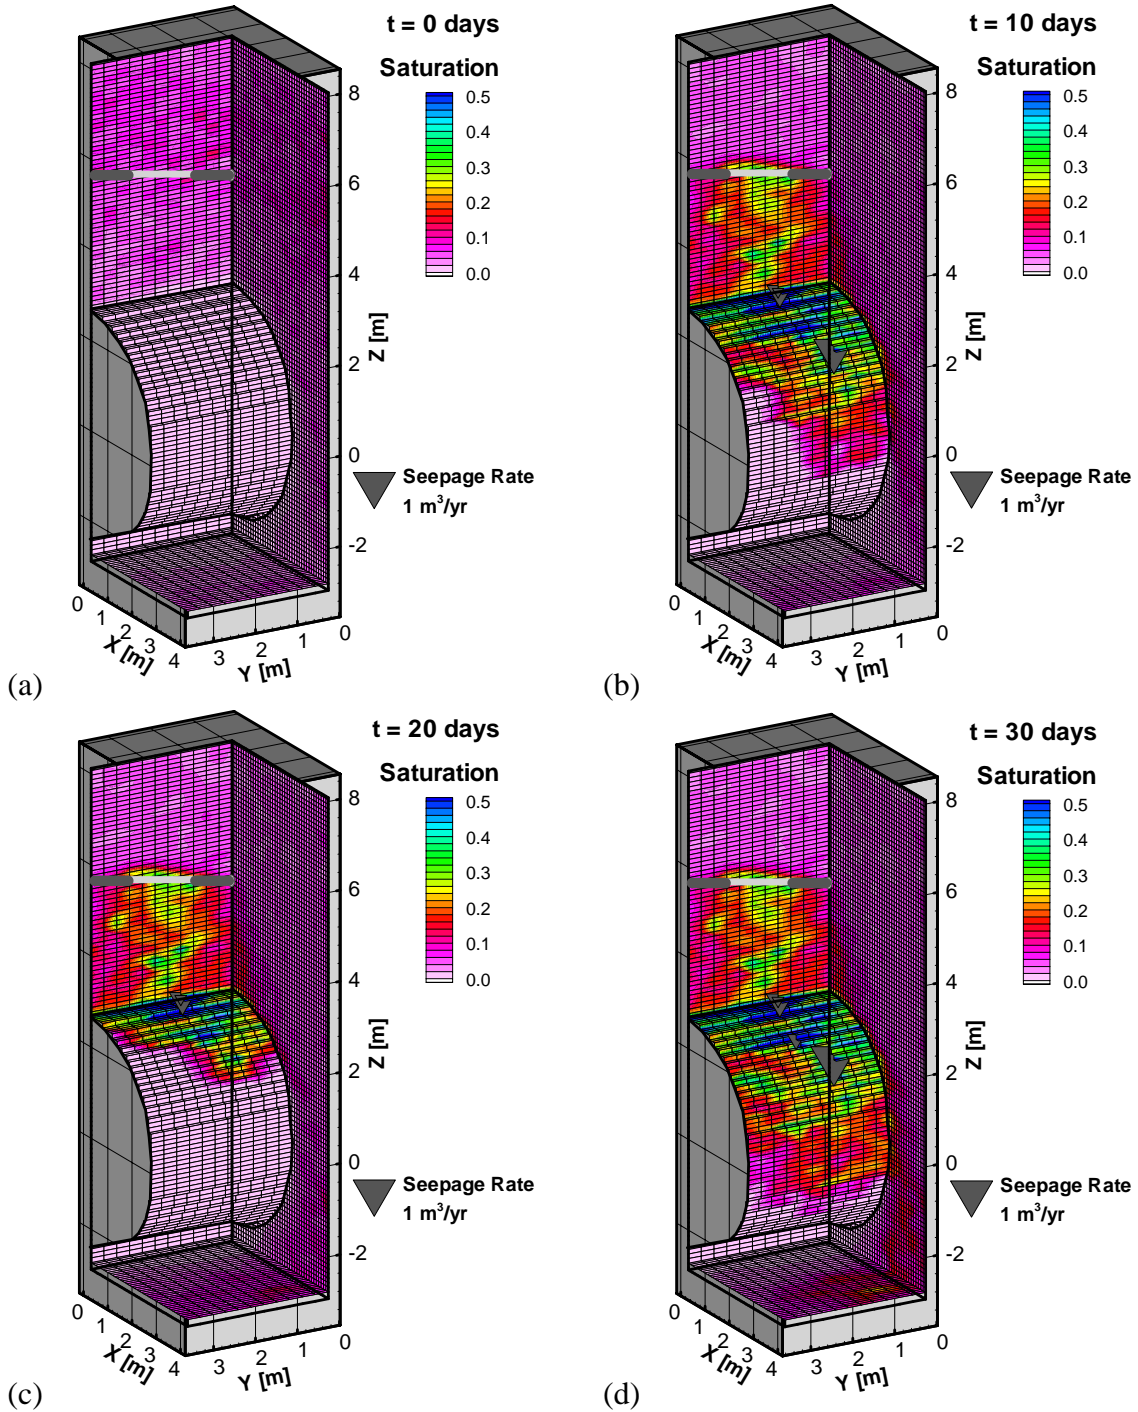 t = 0 days
Saturation
0.5
0.4
0.3
0.2
0.1
0.0
8
6
4
2
0
-2
Z [m]
Seepage Rate
1 m³/yr
0 1 2 3 4
X [m]
3 2 1 0
Y [m]
(a)
t = 10 days
Saturation
0.5
0.4
0.3
0.2
0.1
0.0
8
6
4
2
0
-2
Z [m]
Seepage Rate
1 m³/yr
0 1 2 3 4
X [m]
3 2 1 0
Y [m]
(b)
t = 20 days
Saturation
0.5
0.4
0.3
0.2
0.1
0.0
8
6
4
2
0
-2
Z [m]
Seepage Rate
1 m³/yr
0 1 2 3 4
X [m]
3 2 1 0
Y [m]
(c)
t = 30 days
Saturation
0.5
0.4
0.3
0.2
0.1
0.0
8
6
4
2
0
-2
Z [m]
Seepage Rate
1 m³/yr
0 1 2 3 4
X [m]
3 2 1 0
Y [m]
(d)